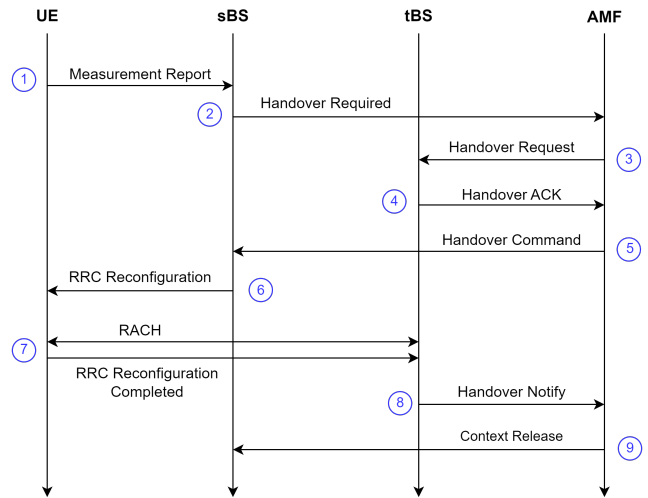 UE sBS tBS AMF
1 Measurement Report
2 Handover Required
Handover Request 3
4 Handover ACK
Handover Command 5
RRC Reconfiguration 6
RACH
7
RRC Reconfiguration
Completed
8 Handover Notify
Context Release 9